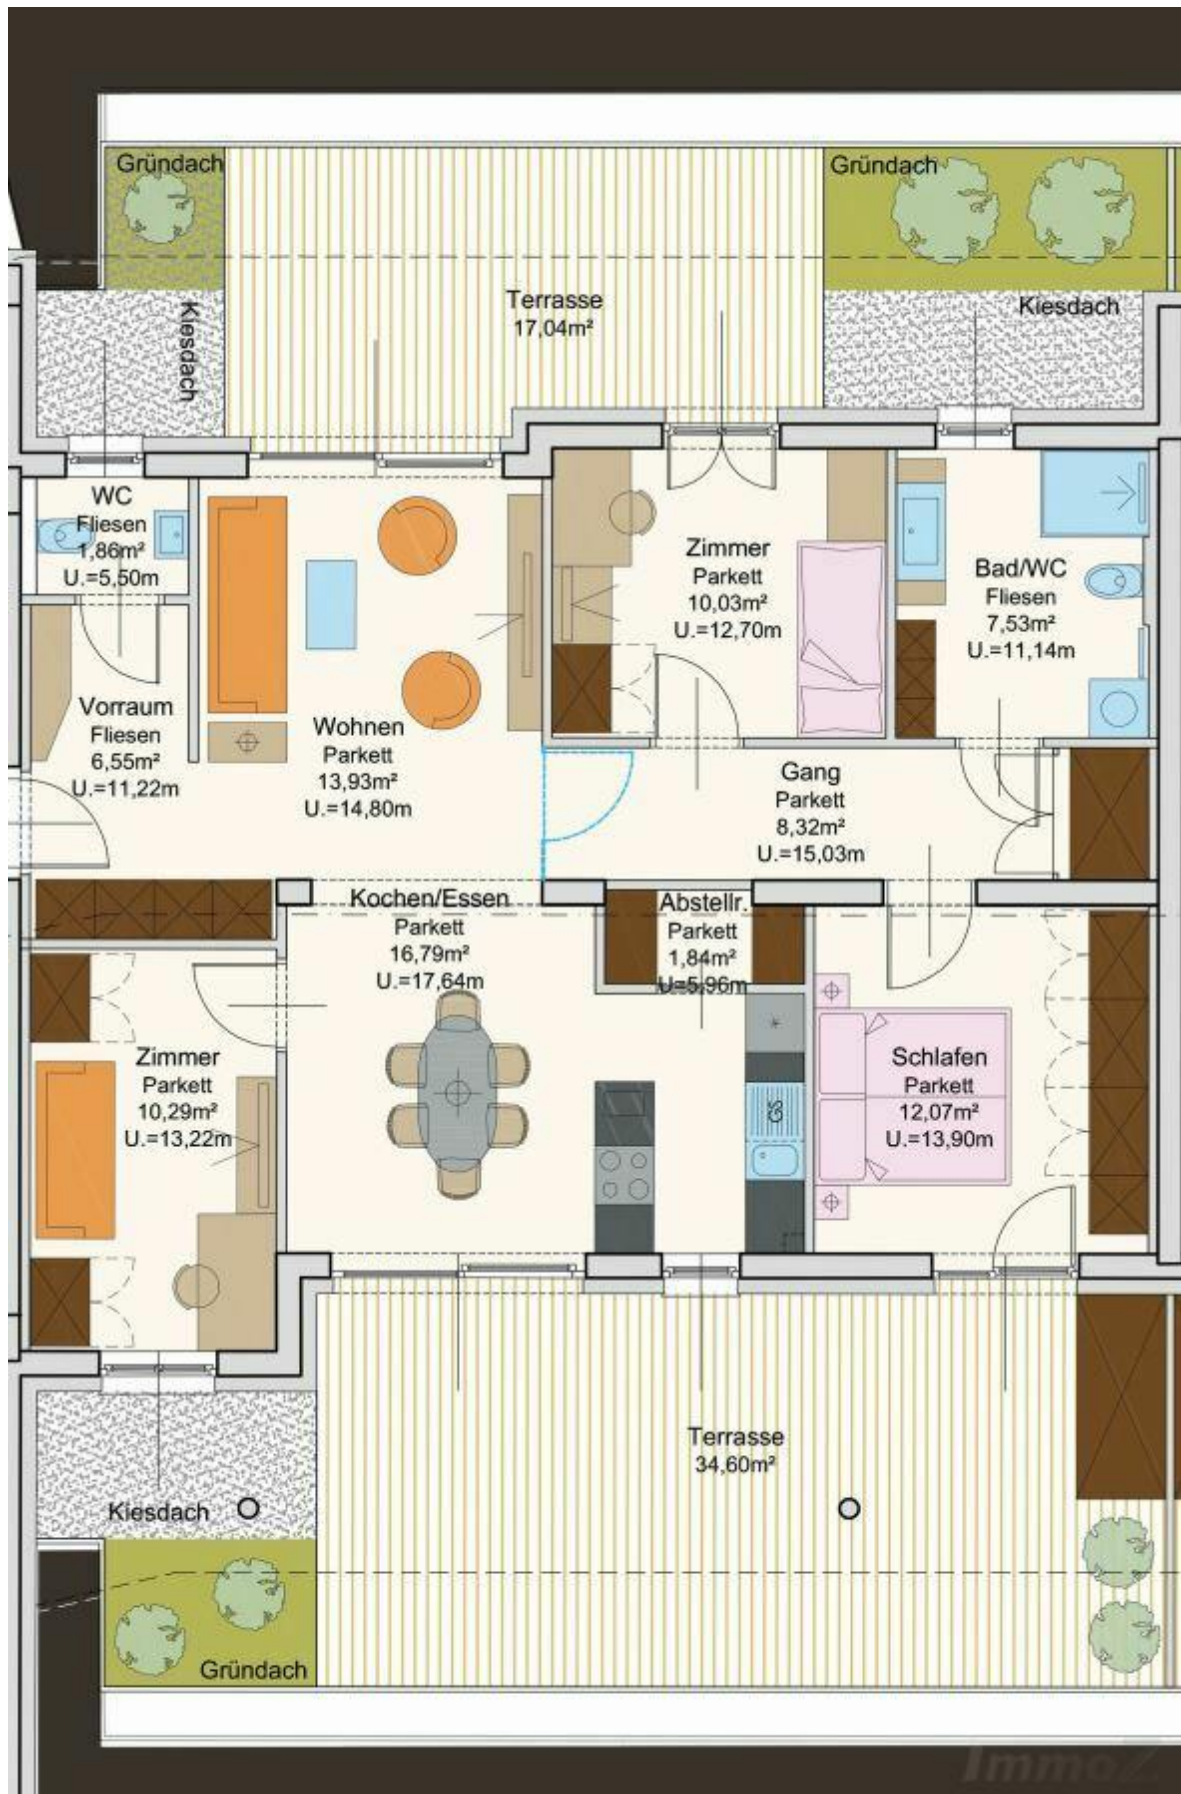 Gründach
Gründach
Kiesdach
Terrasse
17,04m²
Kiesdach
WC
Fliesen
1,86m²
U.=5,50m
Zimmer
Parkett
10,03m²
U.=12,70m
Bad/WC
Fliesen
7,53m²
U.=11,14m
Vorraum
Fliesen
6,55m²
U.=11,22m
Wohnen
Parkett
13,93m²
U.=14,80m
Gang
Parkett
8,32m²
U.=15,03m
Kochen/Essen
Parkett
16,79m²
U.=17,64m
Abstellr.
Parkett
1,84m²
U=5,96m
Zimmer
Parkett
10,29m²
U.=13,22m
GS
Schlafen
Parkett
12,07m²
U.=13,90m
Terrasse
34,60m²
Kiesdach
Gründach
ImmoZ